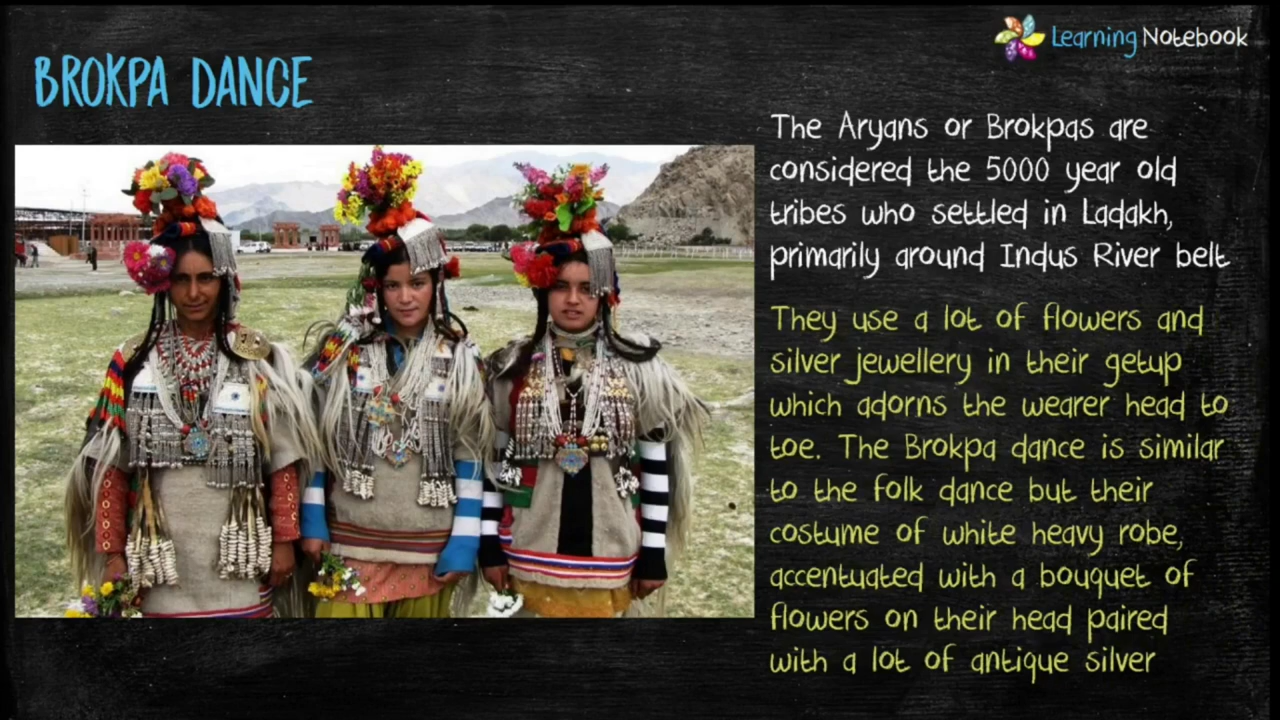 Learning Notebook
BROKPA DANCE
The Aryans or Brokpas are
considered the 5000 year old
tribes who settled in Ladakh,
primarily around Indus River belt
They use a lot of flowers and
silver jewellery in their getup
which adorns the wearer head to
toe. The Brokpa dance is similar
to the folk dance but their
costume of white heavy robe,
accentuated with a bouquet of
flowers on their head paired
with a lot of antique silver